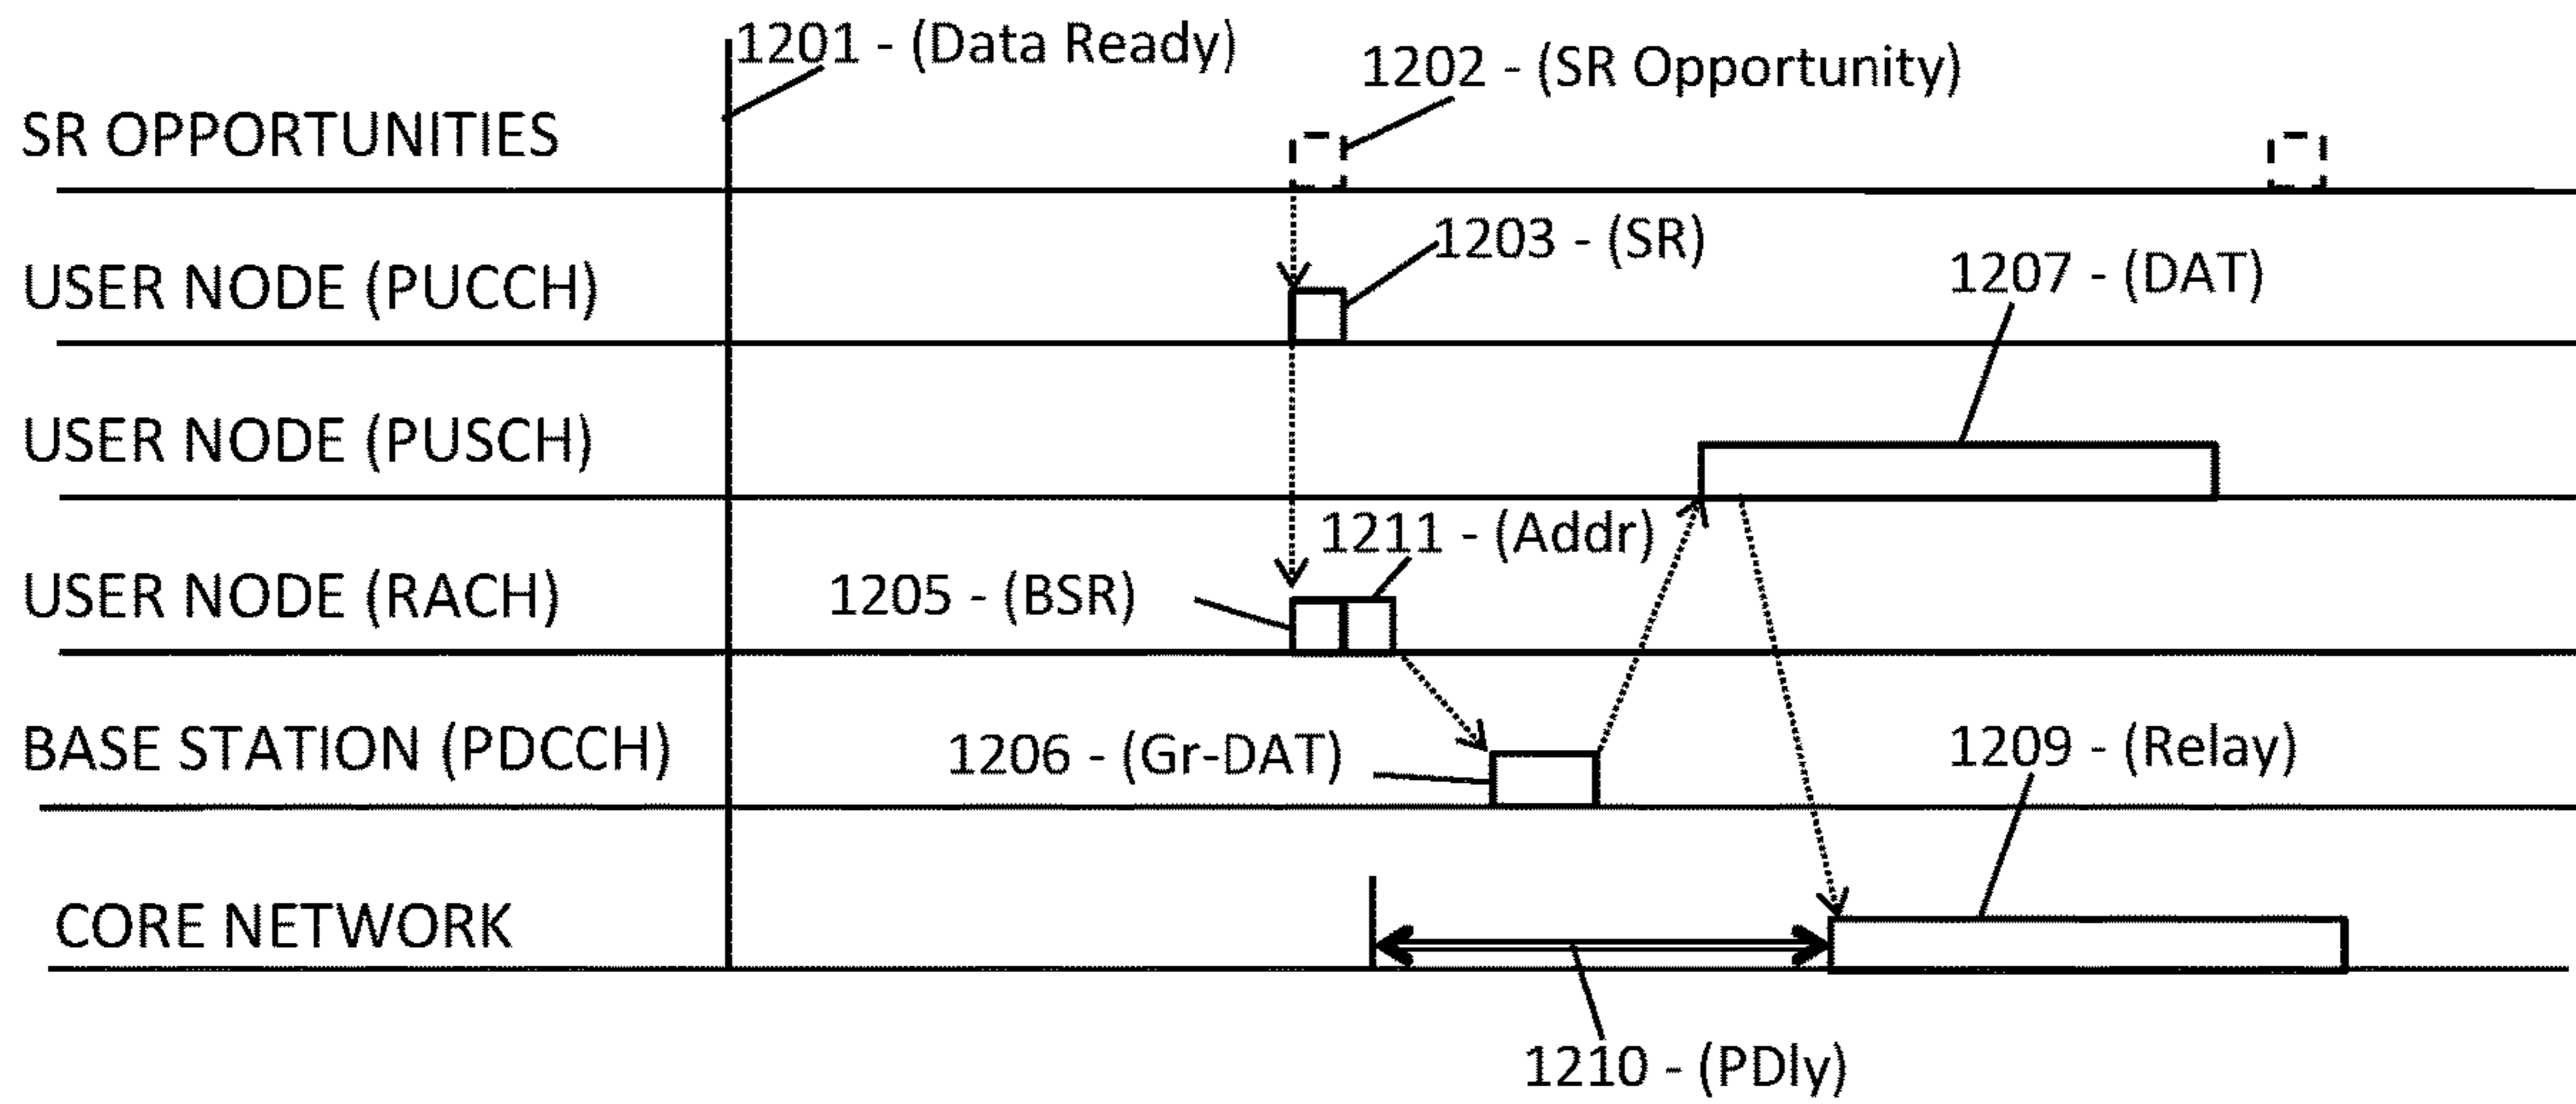 1201 - (Data Ready)
1202 - (SR Opportunity)
SR OPPORTUNITIES
1203 - (SR)
USER NODE (PUCCH)
1207 - (DAT)
USER NODE (PUSCH)
1211 - (Addr)
USER NODE (RACH)
1205 - (BSR)
BASE STATION (PDCCH)
1206 - (Gr-DAT)
1209 - (Relay)
CORE NETWORK
1210 - (PDly)